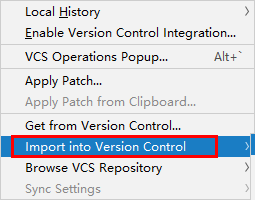 Local History
Enable Version Control Integration...
VCS Operations Popup... Alt+`
Apply Patch...
Apply Patch from Clipboard...
Get from Version Control...
Import into Version Control
Browse VCS Repository
Sync Settings